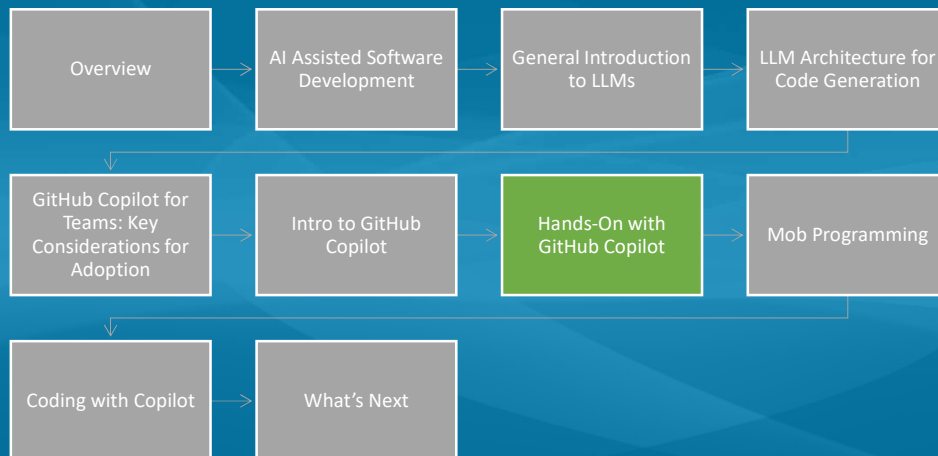 Overview
AI Assisted Software
Development
General Introduction
to LLMs
LLM Architecture for
Code Generation
GitHub Copilot for
Teams: Key
Considerations for
Adoption
Intro to GitHub
Copilot
Hands-On with
GitHub Copilot
Mob Programming
Coding with Copilot
What's Next